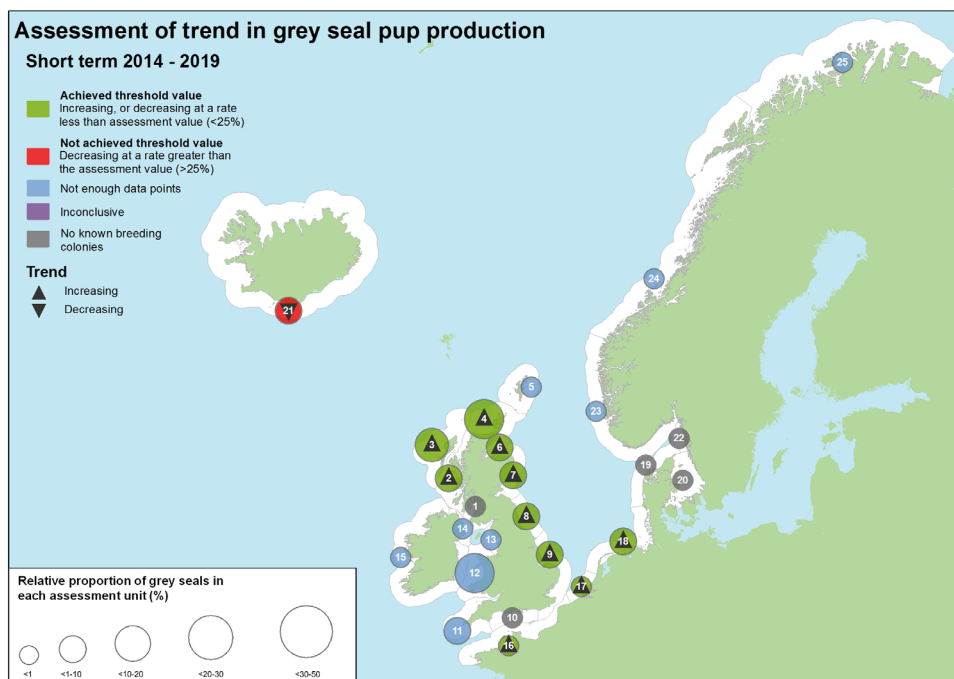 Assessment of trend in grey seal pup production
Short term 2014 - 2019
Achieved threshold value
Increasing, or decreasing at a rate
less than assessment value (<25%)
Not achieved threshold value
Decreasing at a rate greater than
the assessment value (>25%)
Not enough data points
Inconclusive
No known breeding
colonies
Trend
Increasing
Decreasing
25
21
24
5
23
4
3
6
22
19
7
2
20
1
8
14
13
18
15
9
12
17
10
11
16
Relative proportion of grey seals in
each assessment unit (%)
<1
<1-10
<10-20
<20-30
<30-50